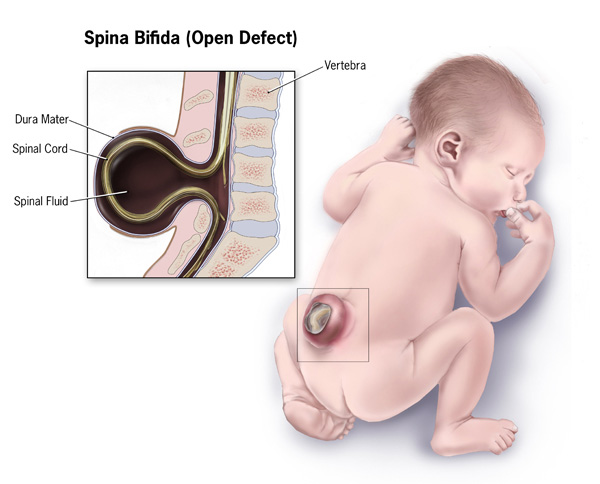 Spina Bifida (Open Defect)
Vertebra
Dura Mater
Spinal Cord
Spinal Fluid